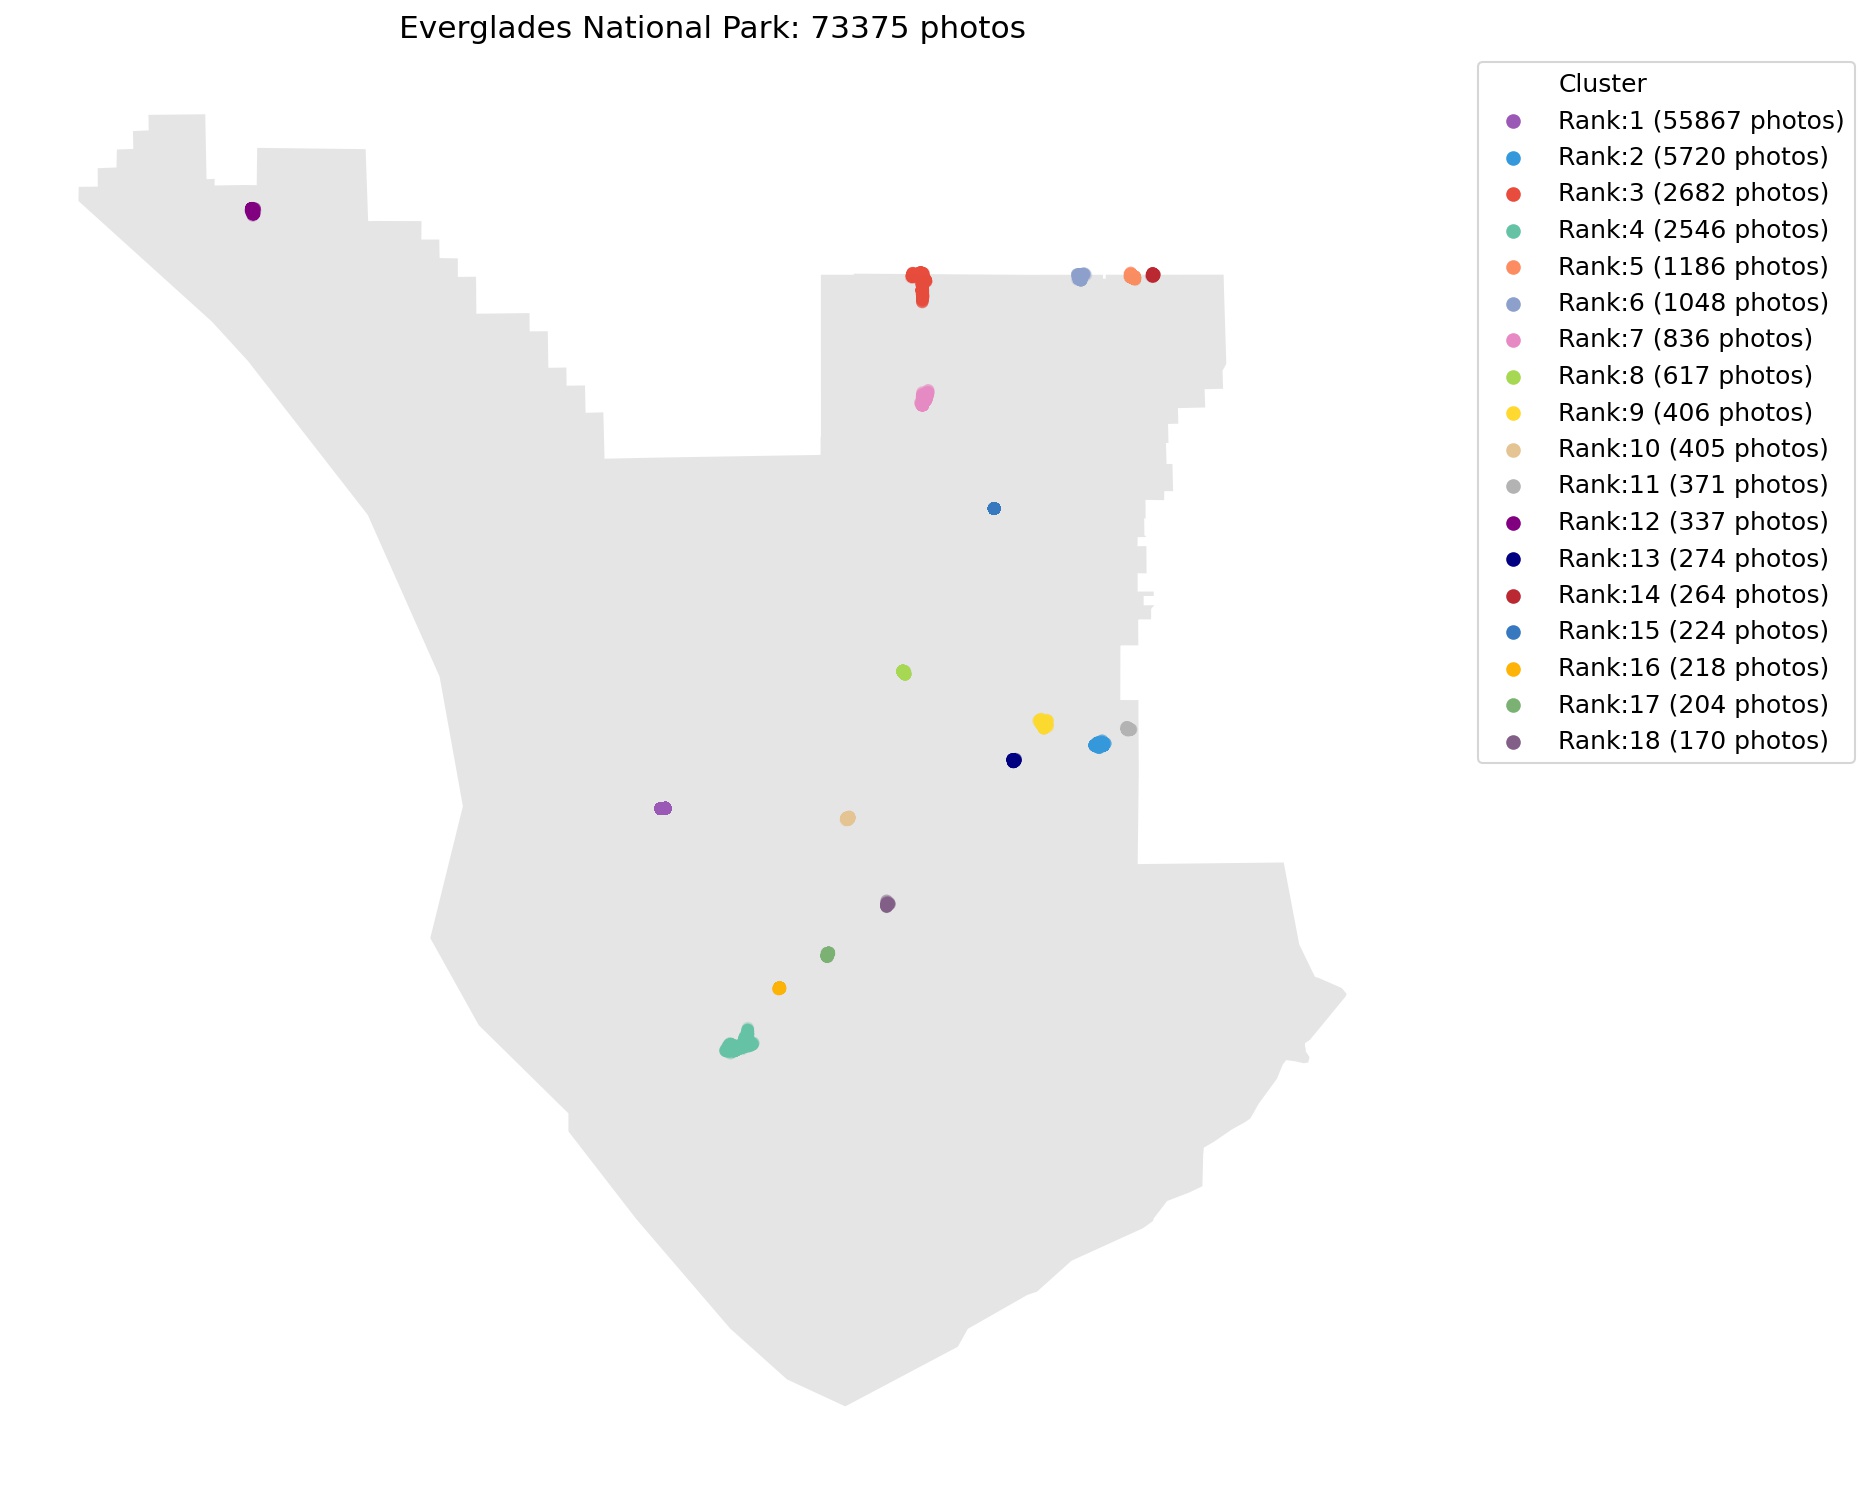 Everglades National Park: 73375 photos
Cluster
Rank:1 (55867 photos)
Rank:2 (5720 photos)
Rank:3 (2682 photos)
Rank:4 (2546 photos)
Rank:5 (1186 photos)
Rank:6 (1048 photos)
Rank:7 (836 photos)
Rank:8 (617 photos)
Rank:9 (406 photos)
Rank:10 (405 photos)
Rank:11 (371 photos)
Rank:12 (337 photos)
Rank:13 (274 photos)
Rank:14 (264 photos)
Rank:15 (224 photos)
Rank:16 (218 photos)
Rank:17 (204 photos)
Rank:18 (170 photos)